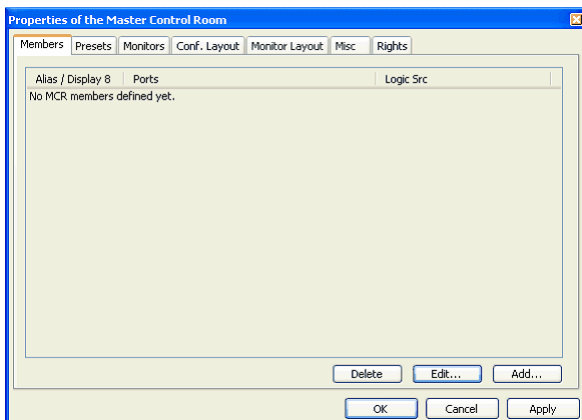 Properties of the Master Control Room
Members Presets Monitors Conf. Layout Monitor Layout Misc Rights
Alias / Display 8 Ports Logic Src
No MCR members defined yet.
Delete Edit... Add...
OK Cancel Apply